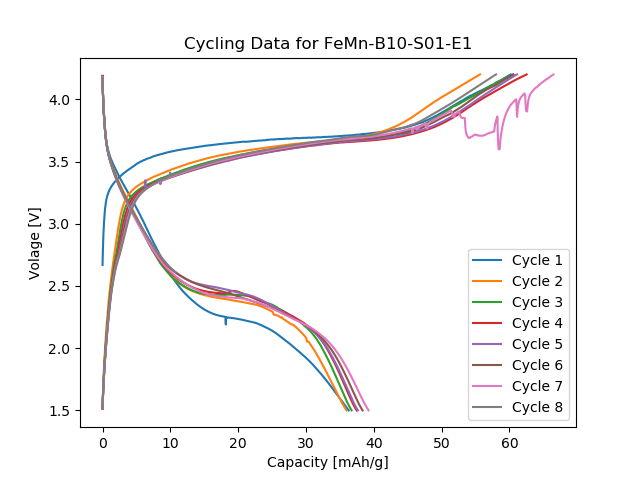 Cycling Data for FeMn-B10-S01-E1
Volage [V]
4.0
3.5
3.0
2.5
2.0
1.5
0
10
20
30
40
50
60
Capacity [mAh/g]
Cycle 1
Cycle 2
Cycle 3
Cycle 4
Cycle 5
Cycle 6
Cycle 7
Cycle 8